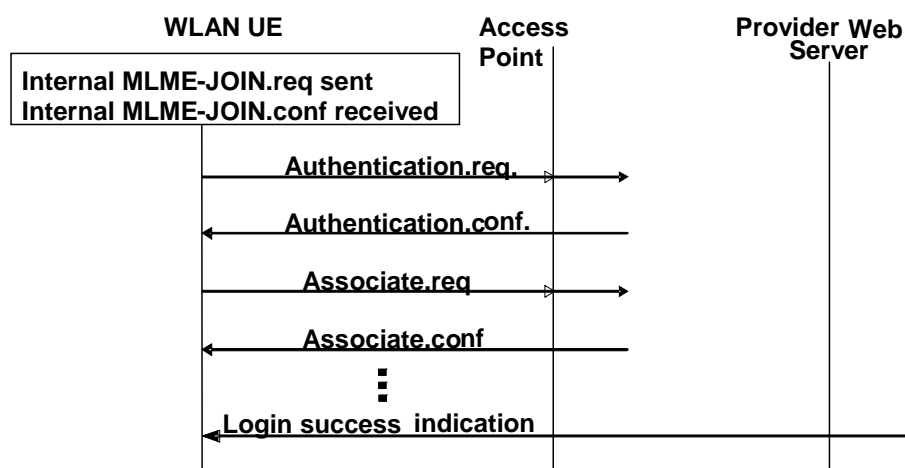 WLAN UE
Access
Point
Provider Web
Server
Internal MLME-JOIN.req sent
Internal MLME-JOIN.conf received
Authentication.req.
Authentication.conf.
Associate.req
Associate.conf
Login success indication